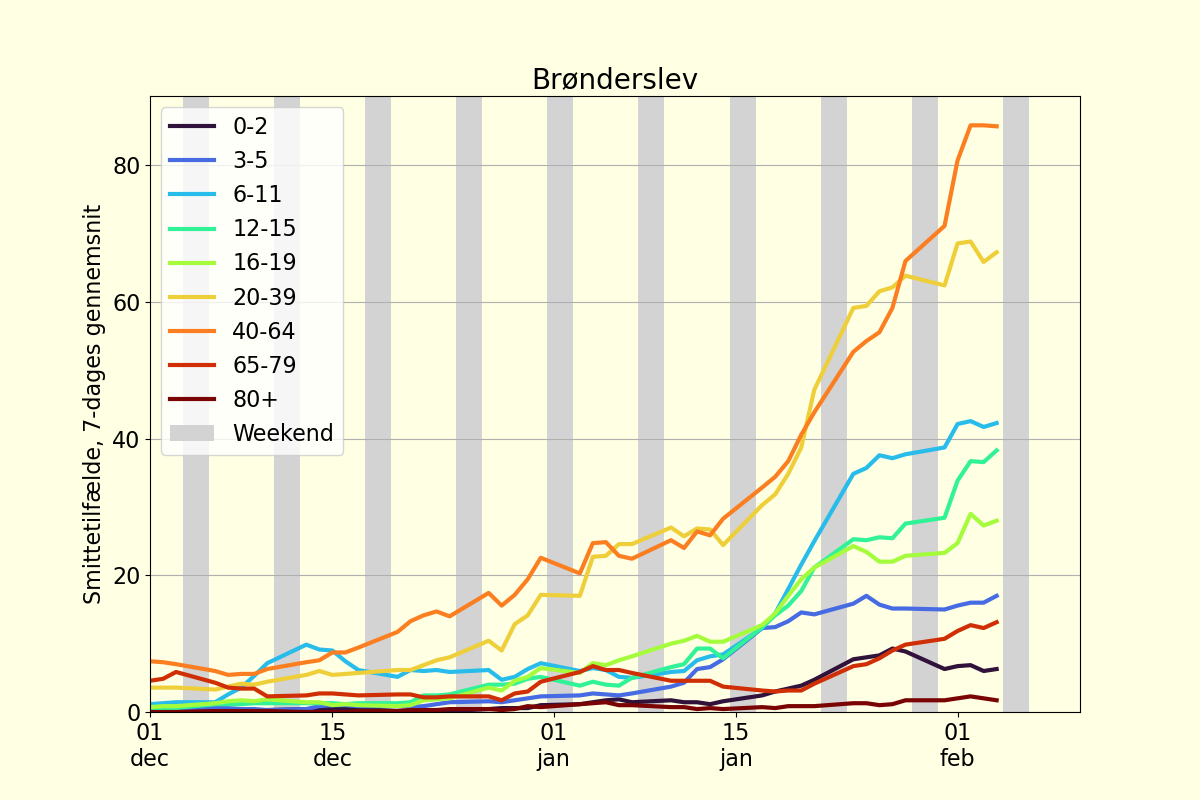 Brønderslev
Smittetilfælde, 7-dages gennemsnit
80
60
40
20
0
0-2
3-5
6-11
12-15
16-19
20-39
40-64
65-79
80+
Weekend
01
dec
15
dec
01
jan
15
jan
01
feb